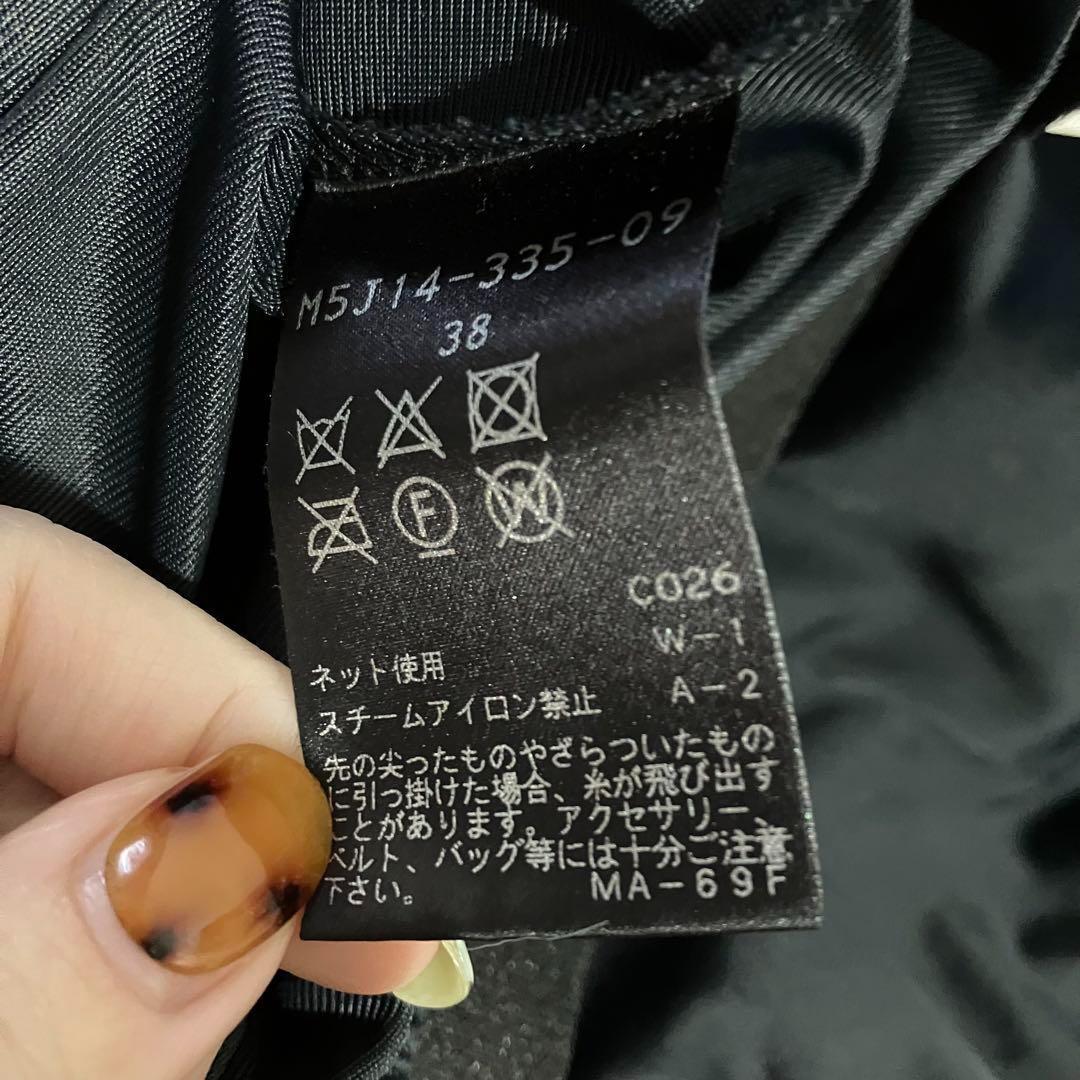 M5J14-335-09
38
F
W
C026
W-1
ネット使用
A-2
スチームアイロン禁止
先の尖ったものやざらついたもの
に引っ掛けた場合、糸が飛び出す
ことがあります。アクセサリー、
ベルト、バッグ等には十分ご注意
下さい。
MA-69F